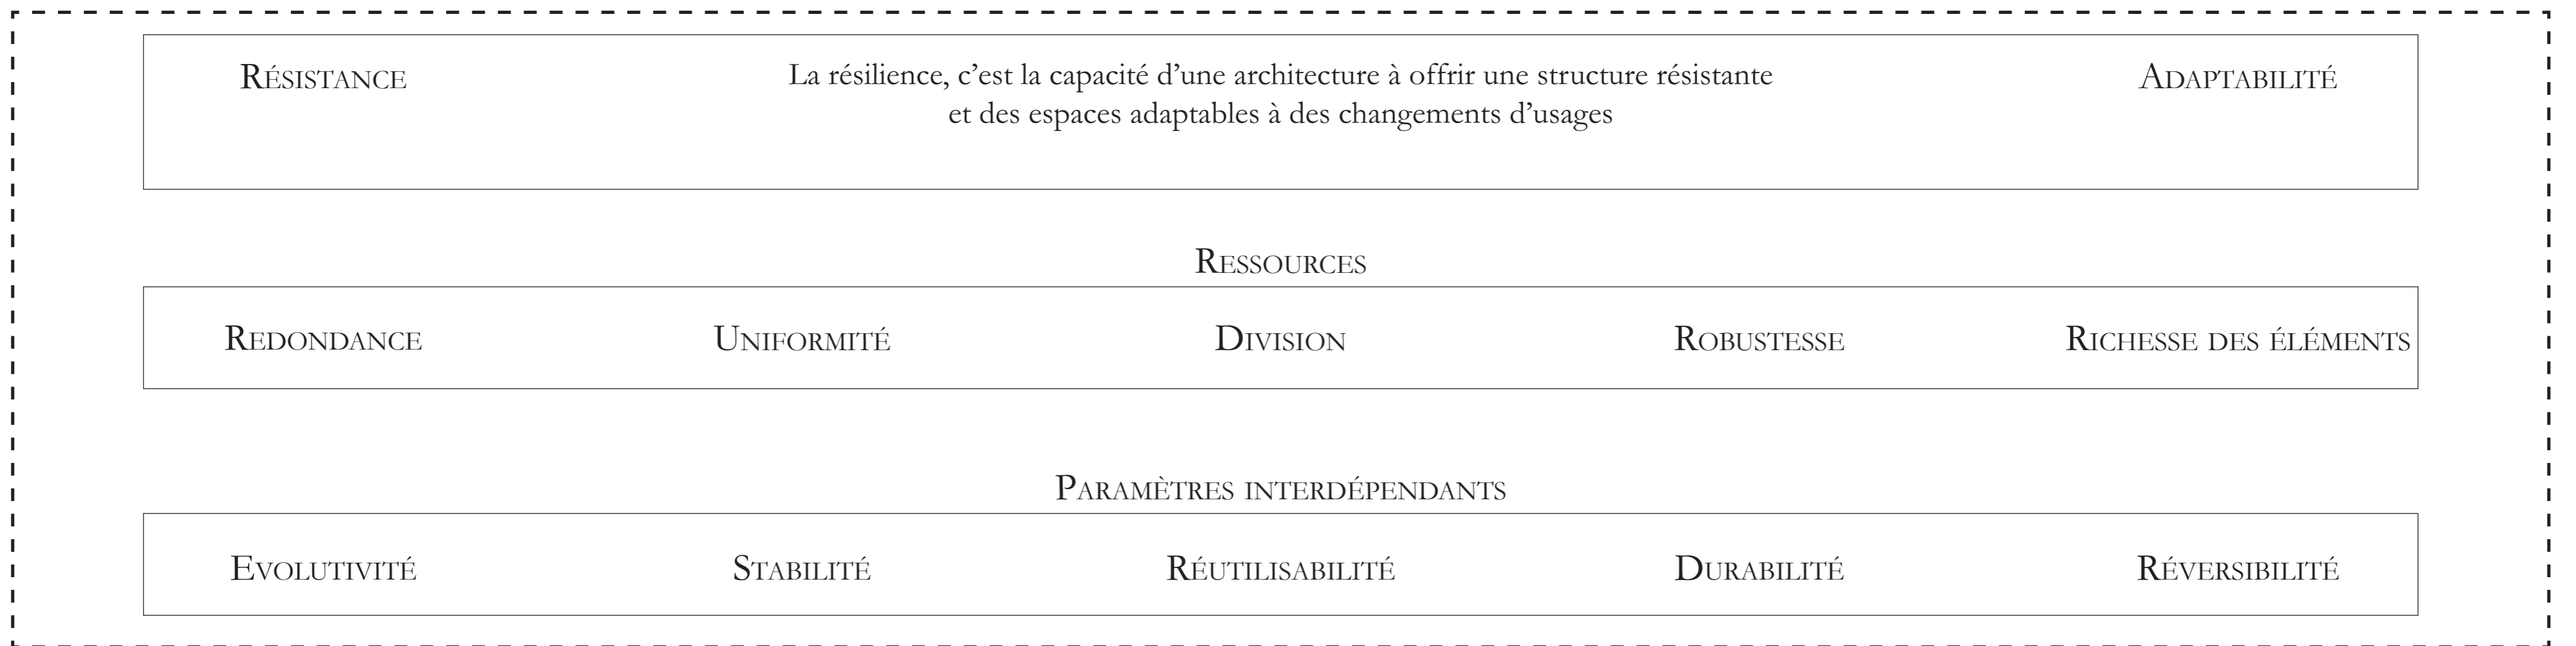 Résistance
La résilience, c’est la capacité d’une architecture à offrir une structure résistante
et des espaces adaptables à des changements d’usages
Adaptabilité
Ressources
Redondance Uniformité Division Robustesse Richesse des éléments
Paramètres interdépendants
Evolutivité Stabilité Réutilisabilité Durabilité Réversibilité